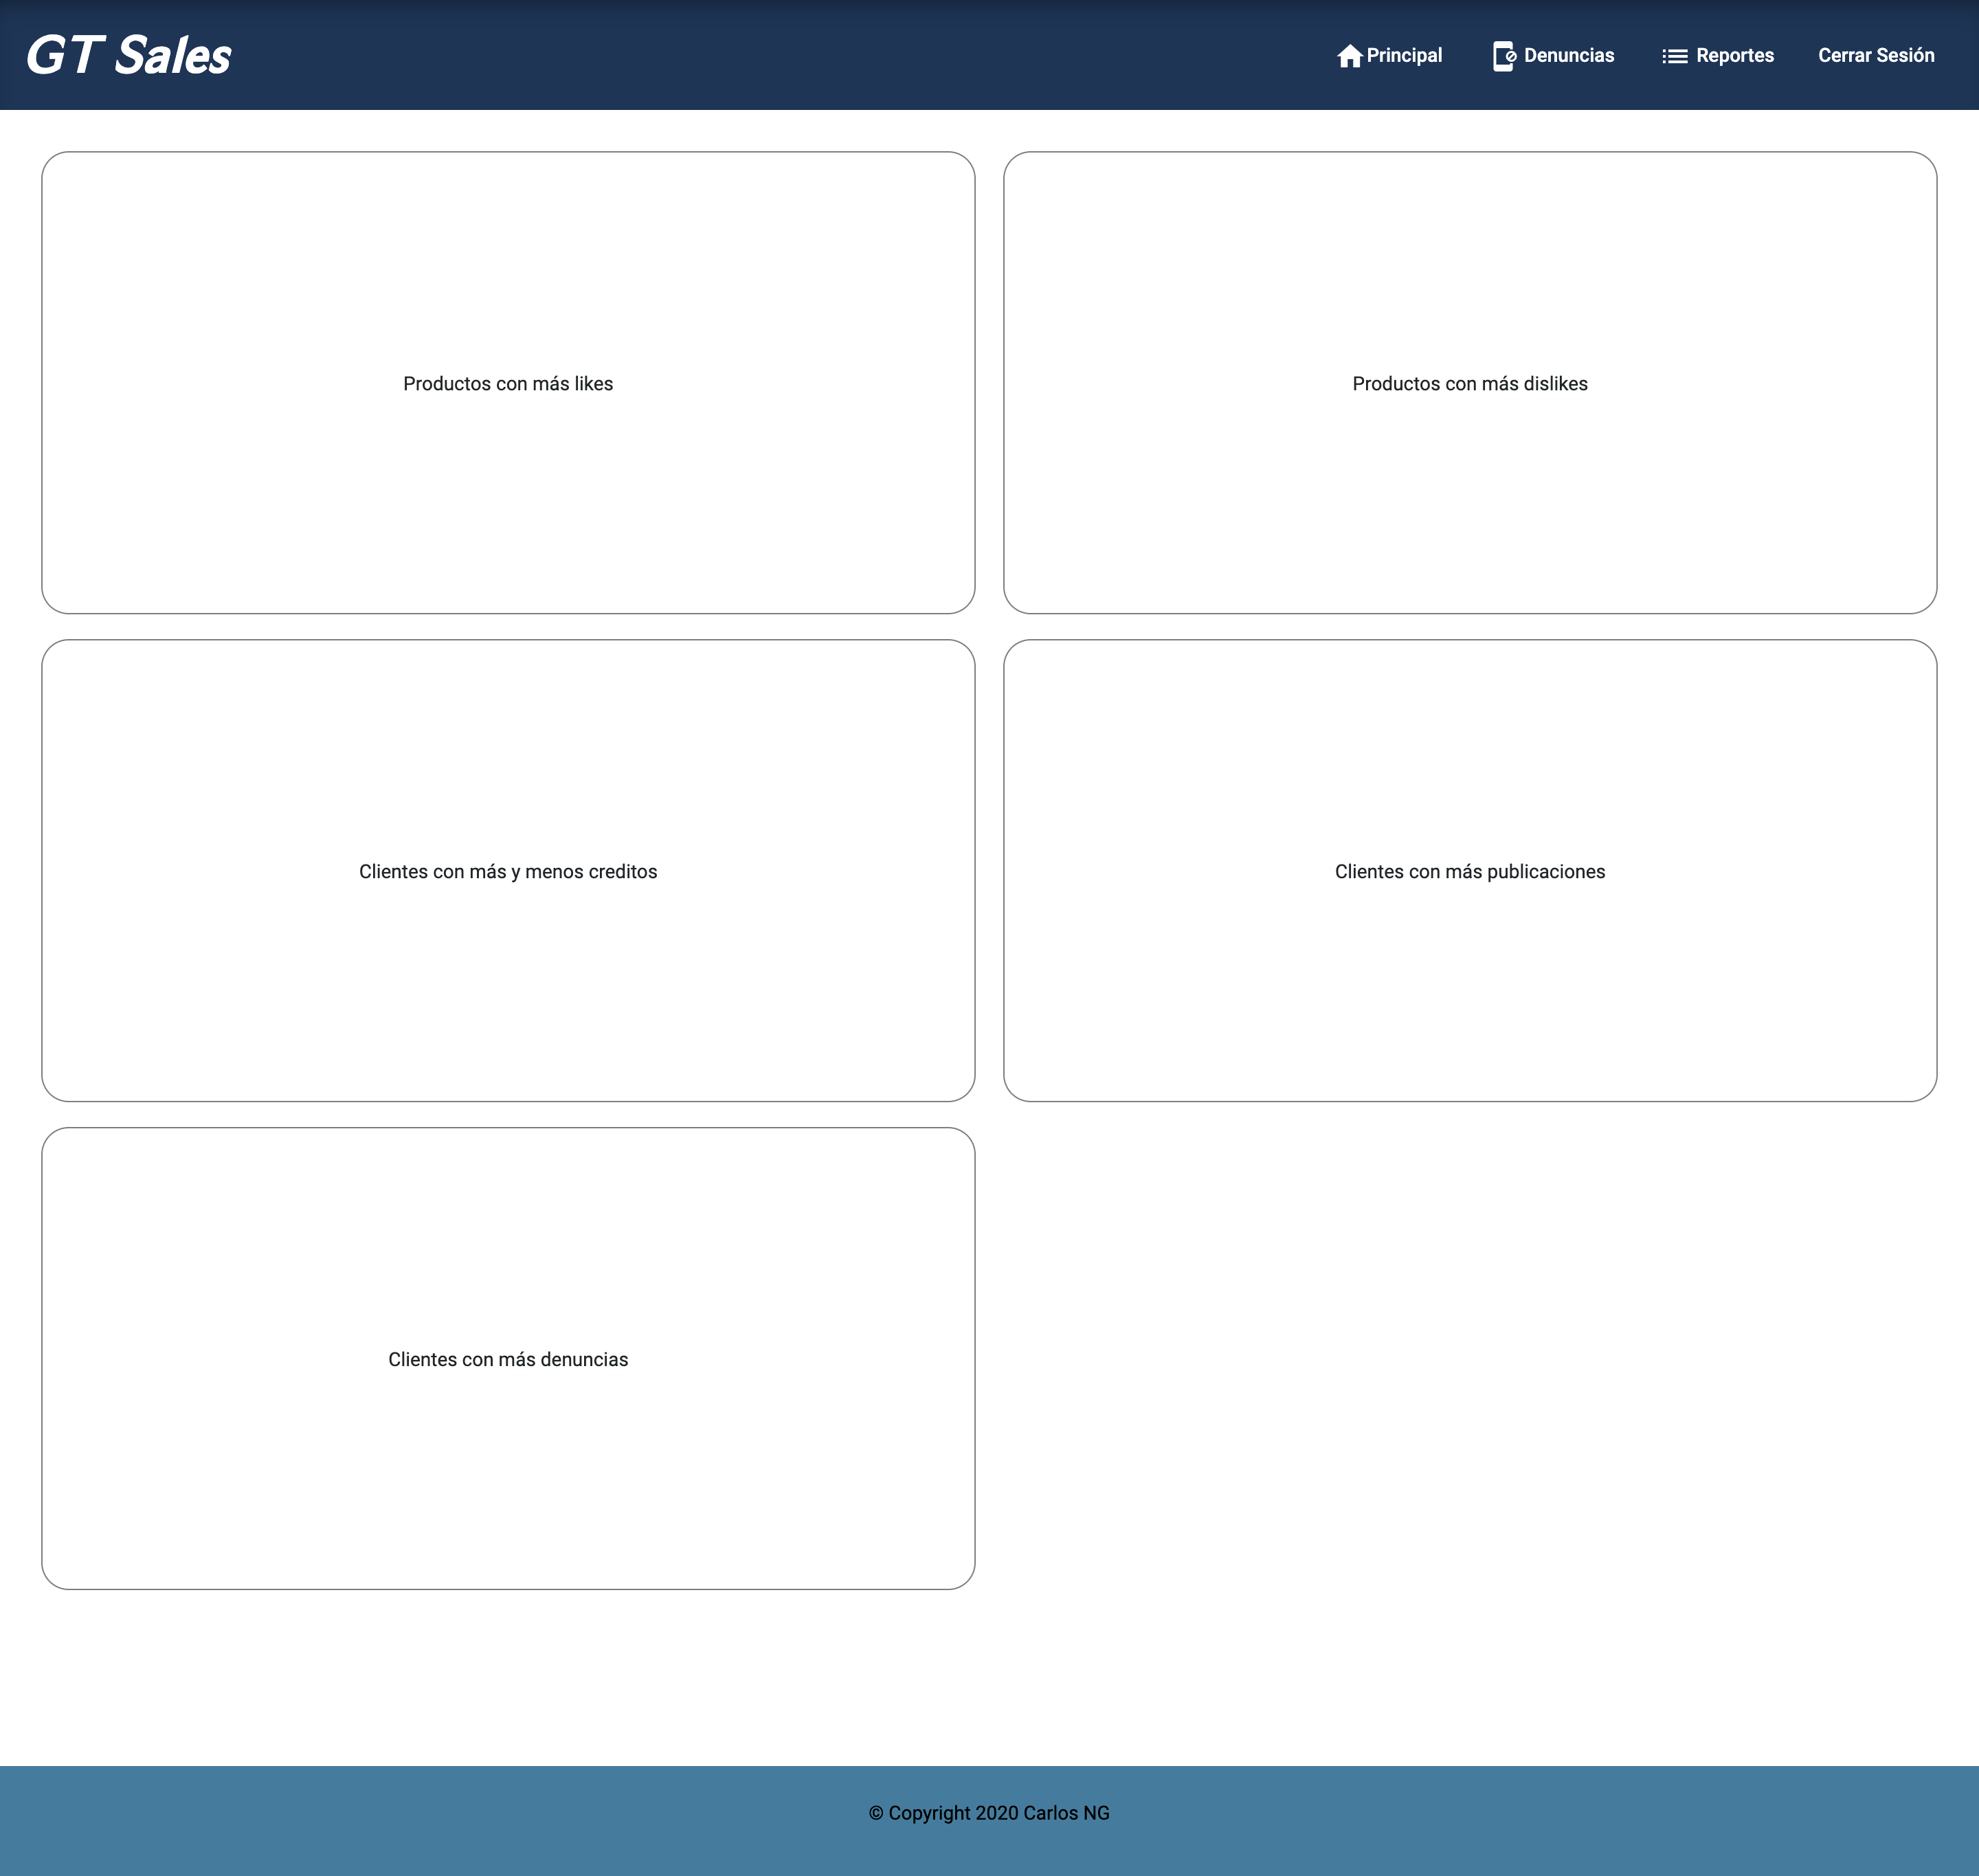 GT Sales
Principal
Denuncias
Reportes
Cerrar Sesión
Productos con más likes
Productos con más dislikes
Clientes con más y menos creditos
Clientes con más publicaciones
Clientes con más denuncias
© Copyright 2020 Carlos NG